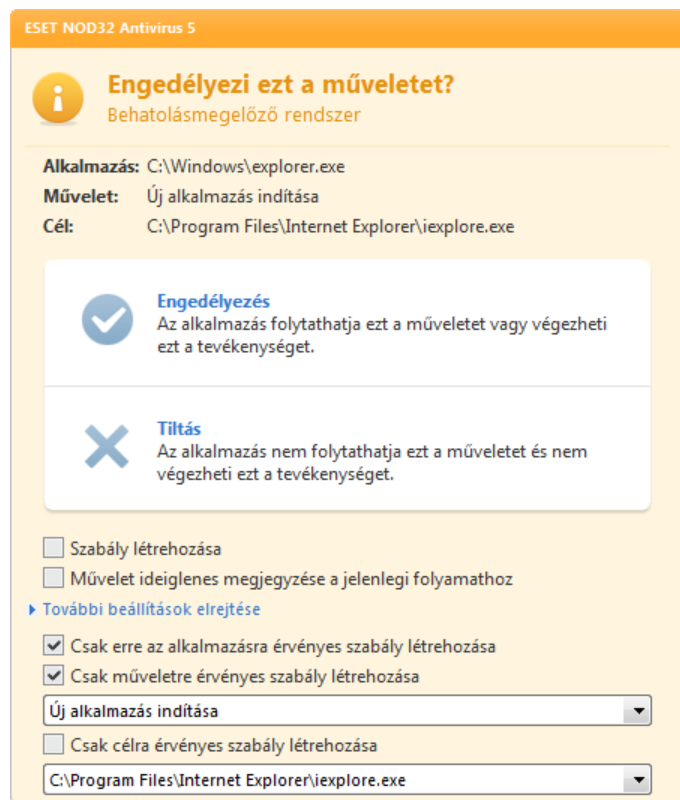 ESET NOD32 Antivirus 5
Engedélyezi ezt a műveletet?
Behatolásmegelőző rendszer
Alkalmazás: C:\Windows\explorer.exe
Művelet: Új alkalmazás indítása
Cél: C:\Program Files\Internet Explorer\iexplore.exe
Engedélyezés
Az alkalmazás folytathatja ezt a műveletet vagy végezheti
ezt a tevékenységet.
Tiltás
Az alkalmazás nem folytathatja ezt a műveletet és nem
végezheti ezt a tevékenységet.
Szabály létrehozása
Művelet ideiglenes megjegyzése a jelenlegi folyamathoz
További beállítások elrejtése
Csak erre az alkalmazásra érvényes szabály létrehozása
Csak műveletre érvényes szabály létrehozása
Új alkalmazás indítása
Csak célra érvényes szabály létrehozása
C:\Program Files\Internet Explorer\iexplore.exe